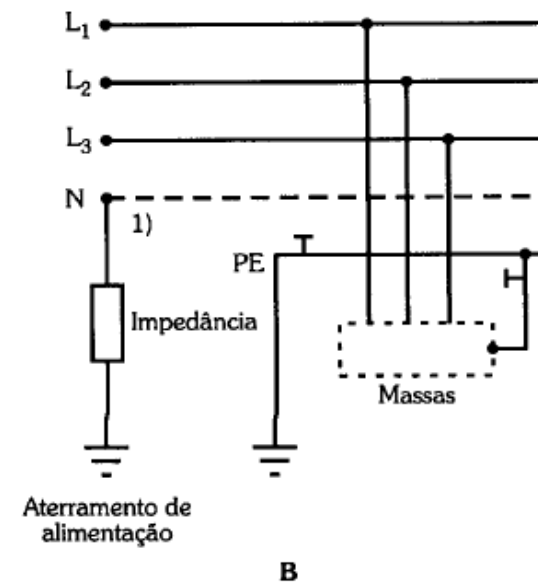 L₁
L₂
L₃
N
1)
PE
Impedância
Massas
Aterramento de
alimentação
B